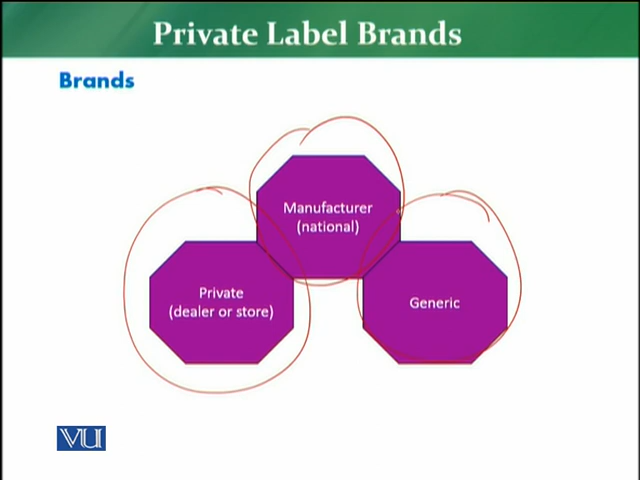 Private Label Brands
Brands
Manufacturer
(national)
Private
(dealer or store)
Generic
VU